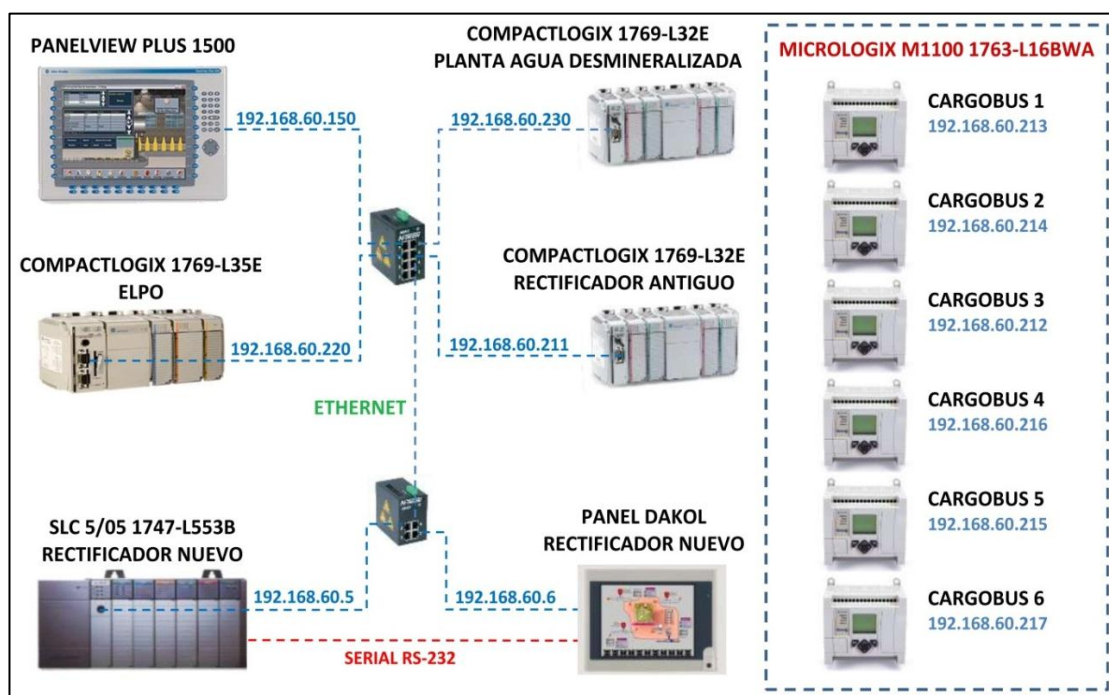 PANELVIEW PLUS 1500
192.168.60.150
COMPACTLOGIX 1769-L32E
PLANTA AGUA DESMINERALIZADA
192.168.60.230
COMPACTLOGIX 1769-L35E
ELPO
192.168.60.220
COMPACTLOGIX 1769-L32E
RECTIFICADOR ANTIGUO
192.168.60.211
ETHERNET
SLC 5/05 1747-L553B
RECTIFICADOR NUEVO
192.168.60.5
PANEL DAKOL
RECTIFICADOR NUEVO
192.168.60.6
SERIAL RS-232
MICROLOGIX M1100 1763-L16BWA
CARGOBUS 1
192.168.60.213
CARGOBUS 2
192.168.60.214
CARGOBUS 3
192.168.60.212
CARGOBUS 4
192.168.60.216
CARGOBUS 5
192.168.60.215
CARGOBUS 6
192.168.60.217